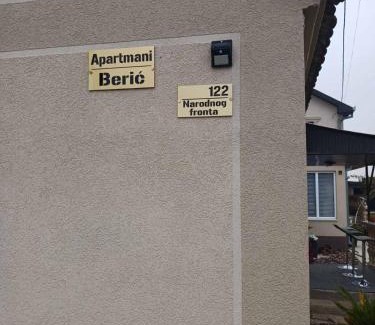 Apartmani
Berić
122
Narodnog
fronta